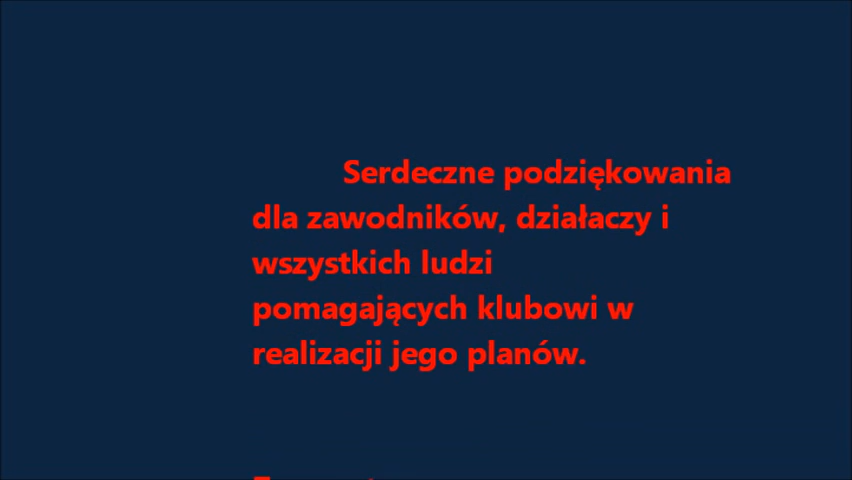 Serdeczne podziękowania
dla zawodników, działaczy i
wszystkich ludzi
pomagających klubowi w
realizacji jego planów.